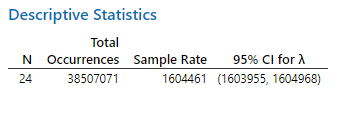 Descriptive Statistics
Total
N Occurrences Sample Rate 95% CI for λ
24 38507071 1604461 (1603955, 1604968)